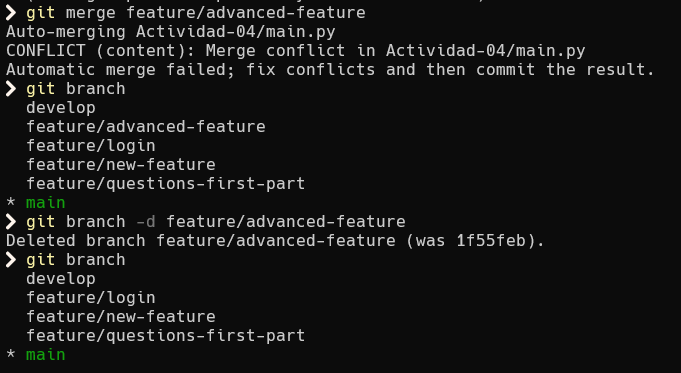 ❯ git merge feature/advanced-feature
Auto-merging Actividad-04/main.py
CONFLICT (content): Merge conflict in Actividad-04/main.py
Automatic merge failed; fix conflicts and then commit the result.
❯ git branch
  develop
  feature/advanced-feature
  feature/login
  feature/new-feature
  feature/questions-first-part
* main
❯ git branch -d feature/advanced-feature
Deleted branch feature/advanced-feature (was 1f55feb).
❯ git branch
  develop
  feature/login
  feature/new-feature
  feature/questions-first-part
* main